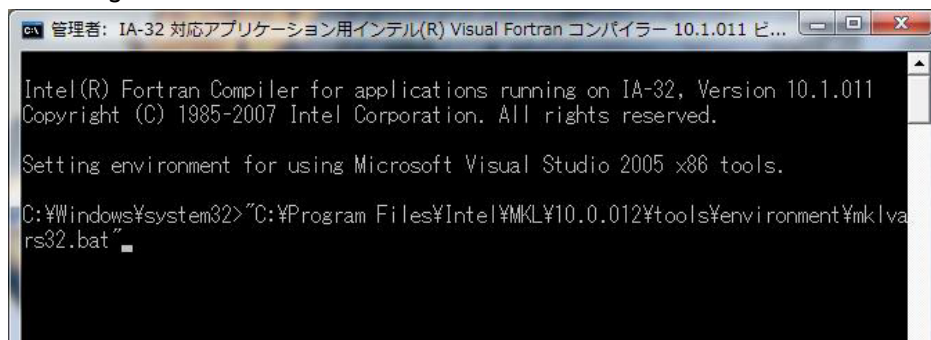 管理者: IA-32 対応アプリケーション用インテル(R) Visual Fortran コンパイラー 10.1.011 ビ...
Intel(R) Fortran Compiler for applications running on IA-32, Version 10.1.011
Copyright (C) 1985-2007 Intel Corporation. All rights reserved.
Setting environment for using Microsoft Visual Studio 2005 x86 tools.
C:¥Windows¥system32>"C:¥Program Files¥Intel¥MKL¥10.0.012¥tools¥environment¥mklva
rs32.bat"